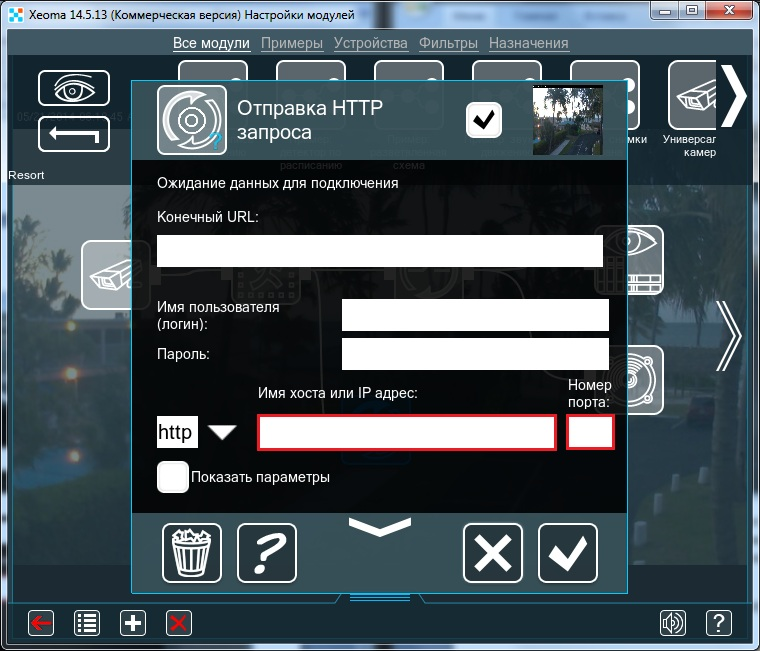 Xeoma 14.5.13 (Коммерческая версия) Настройки модулей
Все модули Примеры Устройства Фильтры Назначения
Отправка HTTP
запроса
мки
Универсал
камер
расписанию
схема
Resort
Ожидание данных для подключения
Конечный URL:
Имя пользователя
(логин):
Пароль:
Имя хоста или IP адрес:
Номер
порта:
http
Показать параметры